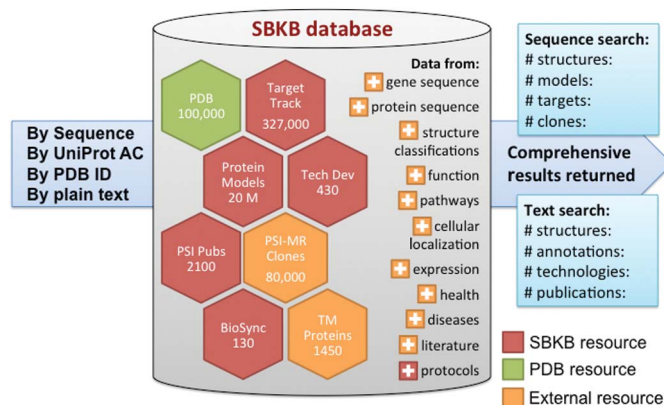 SBKB database
By Sequence
By UniProt AC
By PDB ID
By plain text
PDB
100,000
Target
Track
327,000
Protein
Models
20 M
Tech Dev
430
PSI Pubs
2100
PSI-MR
Clones
80,000
BioSync
130
TM
Proteins
1450
Data from:
gene sequence
protein sequence
structure
classifications
function
pathways
cellular
localization
expression
health
diseases
literature
protocols
Sequence search:
# structures:
# models:
# targets:
# clones:
Comprehensive
results returned
Text search:
# structures:
# annotations:
# technologies:
# publications:
SBKB resource
PDB resource
External resource